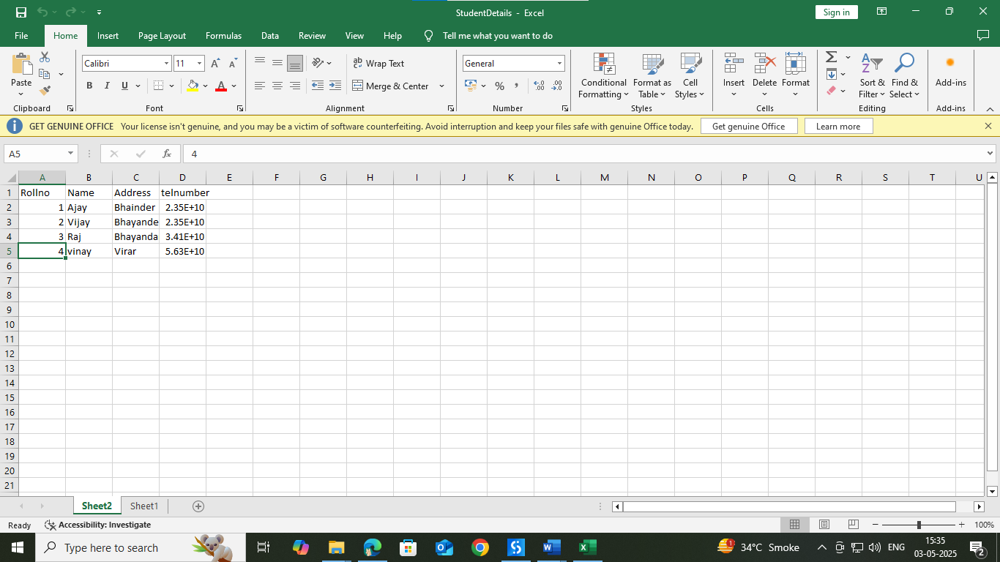 StudentDetails - Excel
Sign in
File Home Insert Page Layout Formulas Data Review View Help Tell me what you want to do
Paste
Calibri 11
B I U
A A
Wrap Text
Merge & Center
General
% ,
Conditional Formatting
Format as Table
Cell Styles
Insert Delete Format
Sort & Filter
Find & Select
Add-ins
Clipboard Font Alignment Number Styles Cells Editing Add-ins
GET GENUINE OFFICE Your license isn't genuine, and you may be a victim of software counterfeiting. Avoid interruption and keep your files safe with genuine Office today. Get genuine Office Learn more
A5 fx 4
A B C D E F G H I J K L M N O P Q R S T U
1 Rollno Name Address telnumber
2 1 Ajay Bhainder 2.35E+10
3 2 Vijay Bhayande 2.35E+10
4 3 Raj Bhayanda 3.41E+10
5 4 vinay Virar 5.63E+10
6
7
8
9
10
11
12
13
14
15
16
17
18
19
20
21
Sheet2 Sheet1
Ready Accessibility: Investigate 100%
Type here to search 34°C Smoke ENG 15:35
03-05-2025 2